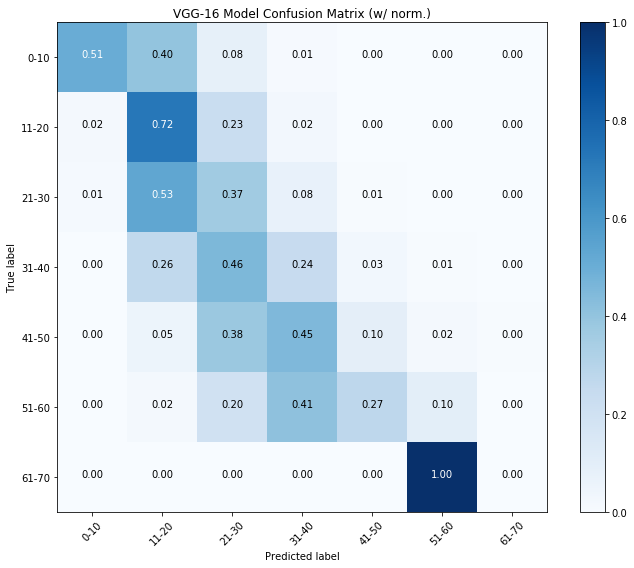 VGG-16 Model Confusion Matrix (w/ norm.)
1.0
0-10 0.51 0.40 0.08 0.01 0.00 0.00 0.00
11-20 0.02 0.72 0.23 0.02 0.00 0.00 0.00
0.8
21-30 0.01 0.53 0.37 0.08 0.01 0.00 0.00
0.6
True label
31-40 0.00 0.26 0.46 0.24 0.03 0.01 0.00
0.4
41-50 0.00 0.05 0.38 0.45 0.10 0.02 0.00
51-60 0.00 0.02 0.20 0.41 0.27 0.10 0.00
0.2
61-70 0.00 0.00 0.00 0.00 0.00 1.00 0.00
0.0
0-10 11-20 21-30 31-40 41-50 51-60 61-70
Predicted label